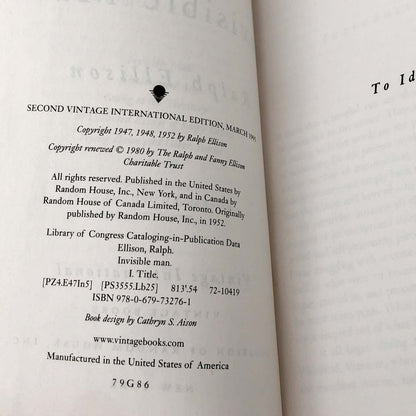 SECOND VINTAGE INTERNATIONAL EDITION, MARCH 1995
Copyright 1947, 1948, 1952 by Ralph Ellison
Copyright renewed © 1980 by The Ralph and Fanny Ellison
Charitable Trust
All rights reserved. Published in the United States by
Random House, Inc., New York, and in Canada by
Random House of Canada Limited, Toronto. Originally
published by Random House, Inc., in 1952.
Library of Congress Cataloging-in-Publication Data
Ellison, Ralph.
Invisible man.
I. Title.
[PZ4.E47In5] [PS3555.Lb25] 813'.54 72-10419
ISBN 978-0-679-73276-1
Book design by Cathryn S. Aison
www.vintagebooks.com
Manufactured in the United States of America
79G86
To Id